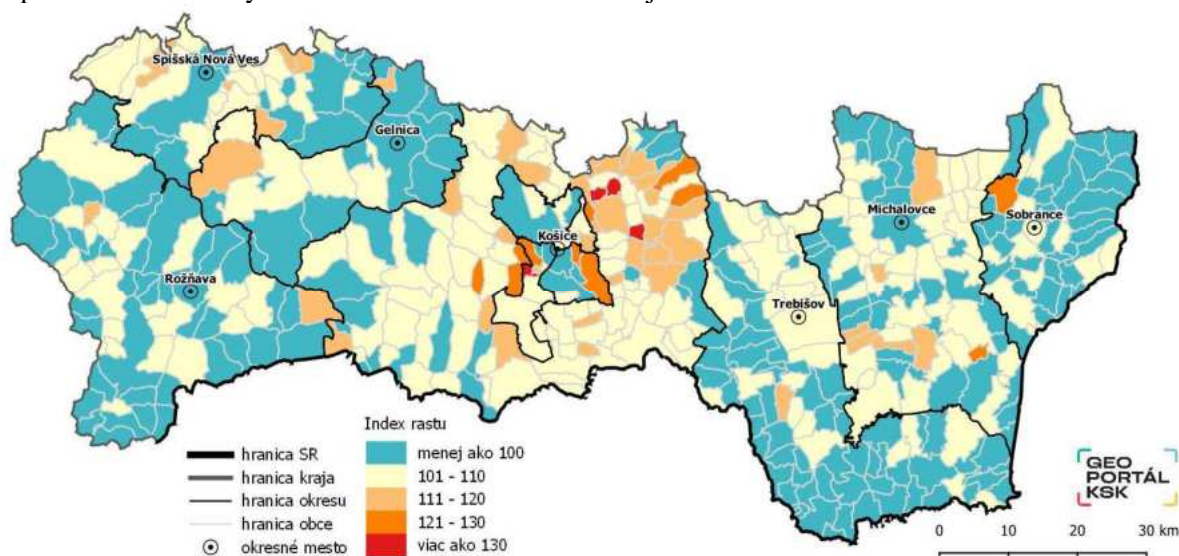 Spišská Nová Ves
Gelnica
Košice
Michalovce
Sobrance
Rožňava
Trebišov
Index rastu
menej ako 100
101 - 110
111 - 120
121 - 130
viac ako 130
hranica SR
hranica kraja
hranica okresu
hranica obce
okresné mesto
GEO
PORTÁL
KSK
0 10 20 30 km